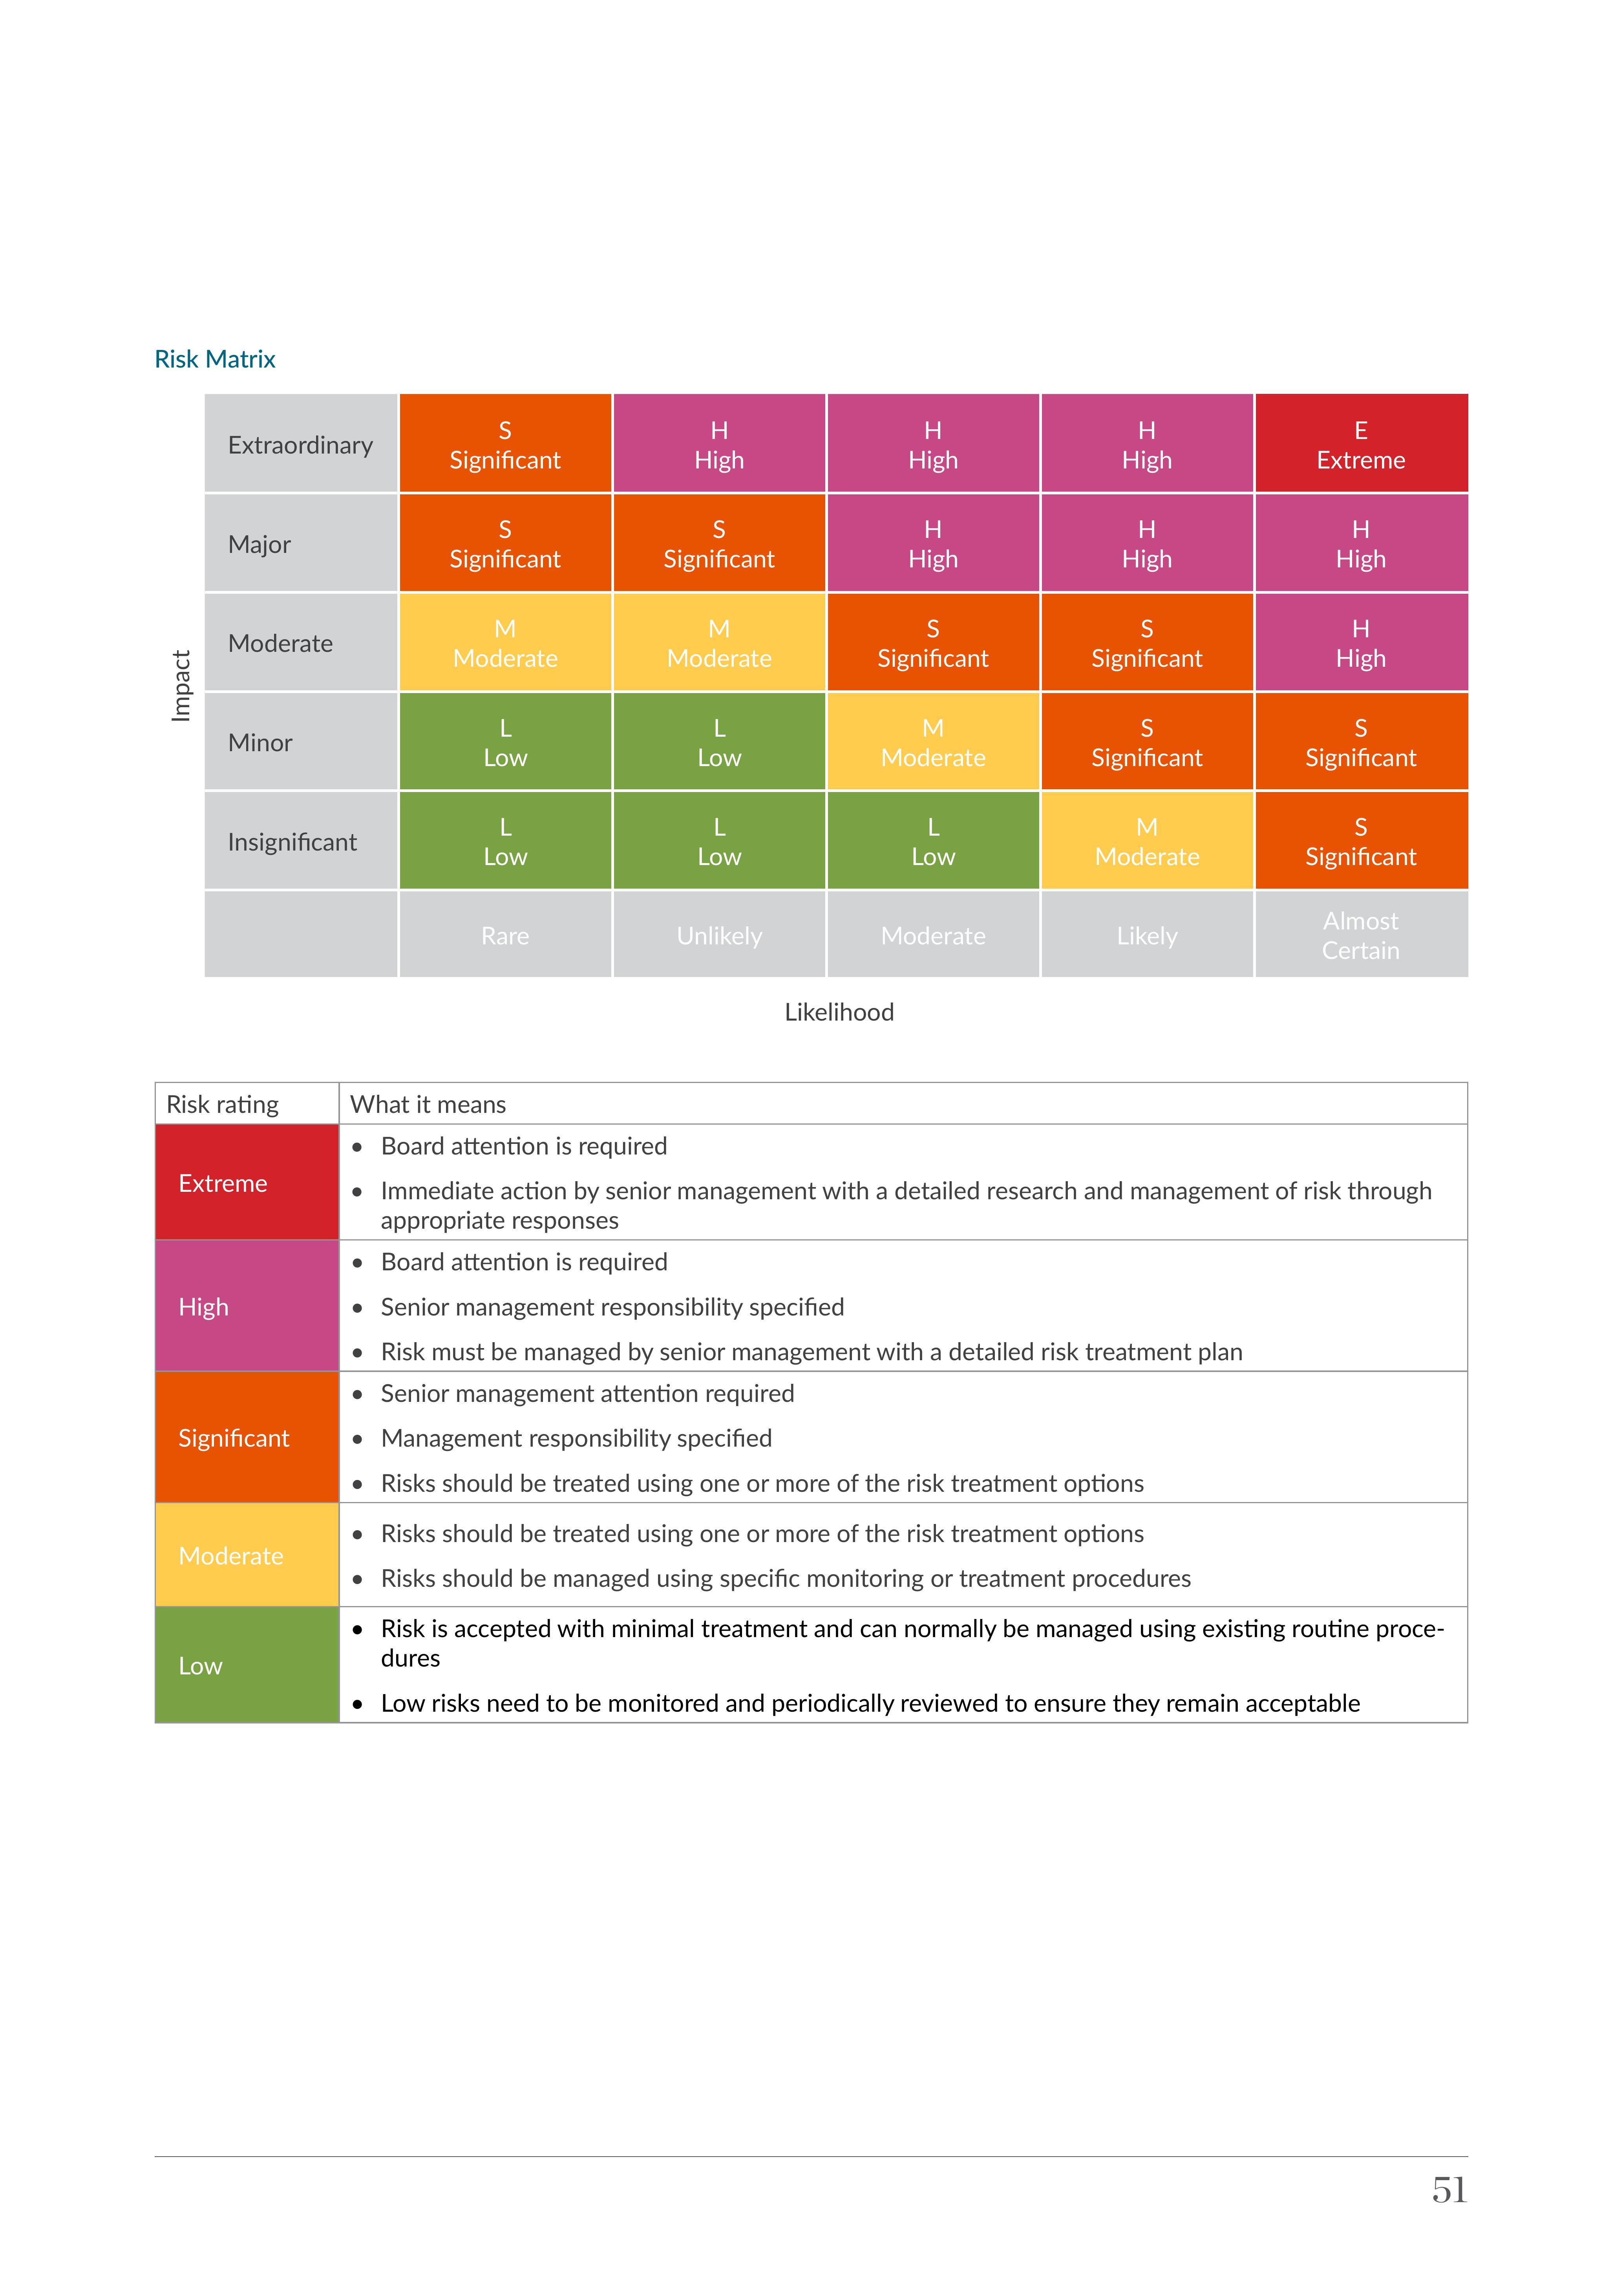 Risk Matrix
Impact
Extraordinary
S
Significant
H
High
H
High
H
High
E
Extreme
Major
S
Significant
S
Significant
H
High
H
High
H
High
Moderate
M
Moderate
M
Moderate
S
Significant
S
Significant
H
High
Minor
L
Low
L
Low
M
Moderate
S
Significant
S
Significant
Insignificant
L
Low
L
Low
L
Low
M
Moderate
S
Significant
Rare
Unlikely
Moderate
Likely
Almost
Certain
Likelihood
Risk rating
What it means
Extreme
• Board attention is required
• Immediate action by senior management with a detailed research and management of risk through
appropriate responses
High
• Board attention is required
• Senior management responsibility specified
• Risk must be managed by senior management with a detailed risk treatment plan
Significant
• Senior management attention required
• Management responsibility specified
• Risks should be treated using one or more of the risk treatment options
Moderate
• Risks should be treated using one or more of the risk treatment options
• Risks should be managed using specific monitoring or treatment procedures
Low
• Risk is accepted with minimal treatment and can normally be managed using existing routine proce-
dures
• Low risks need to be monitored and periodically reviewed to ensure they remain acceptable
51